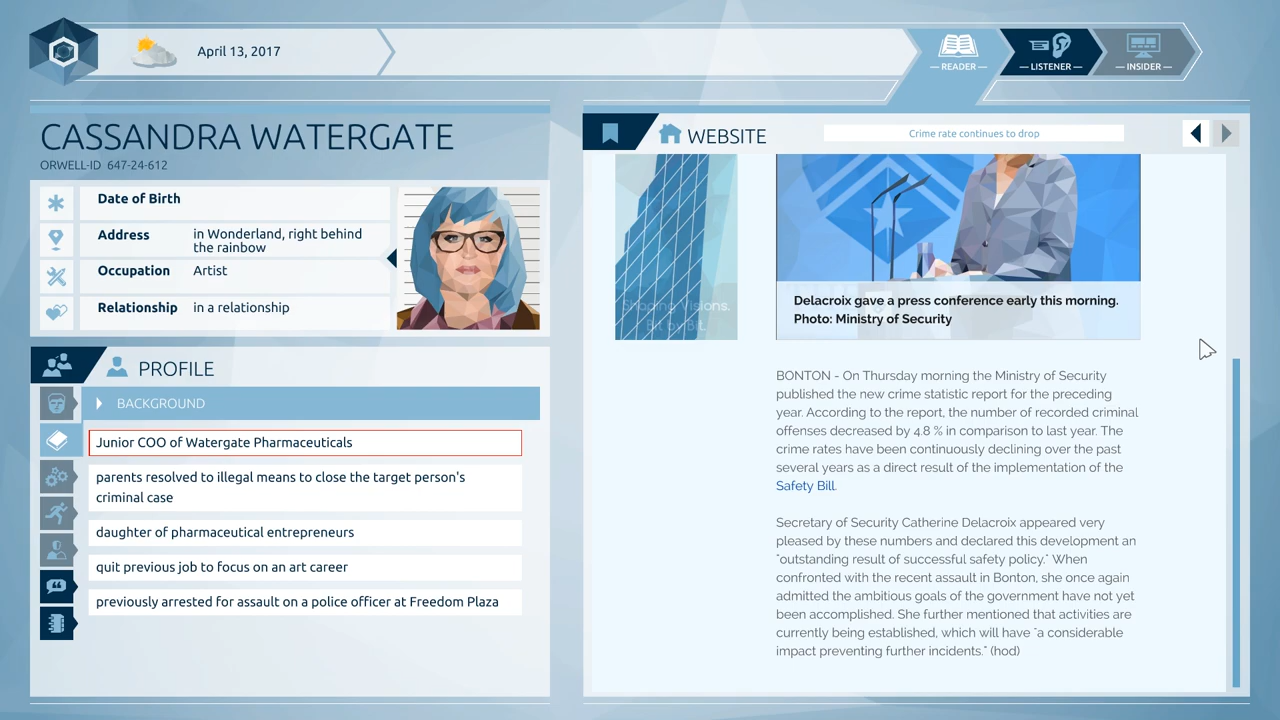 April 13, 2017
READER
LISTENER
INSIDER
CASSANDRA WATERGATE
ORWELL-ID 647-24-612
Date of Birth
Address in Wonderland, right behind
the rainbow
Occupation Artist
Relationship in a relationship
PROFILE
BACKGROUND
Junior COO of Watergate Pharmaceuticals
parents resolved to illegal means to close the target person's
criminal case
daughter of pharmaceutical entrepreneurs
quit previous job to focus on an art career
previously arrested for assault on a police officer at Freedom Plaza
WEBSITE
Crime rate continues to drop
Shaping Visions.
Bit by Bit.
Delacroix gave a press conference early this morning.
Photo: Ministry of Security
BONTON - On Thursday morning the Ministry of Security
published the new crime statistic report for the preceding
year. According to the report, the number of recorded criminal
offenses decreased by 4.8 % in comparison to last year. The
crime rates have been continuously declining over the past
several years as a direct result of the implementation of the
Safety Bill.
Secretary of Security Catherine Delacroix appeared very
pleased by these numbers and declared this development an
"outstanding result of successful safety policy." When
confronted with the recent assault in Bonton, she once again
admitted the ambitious goals of the government have not yet
been accomplished. She further mentioned that activities are
currently being established, which will have "a considerable
impact preventing further incidents." (hod)